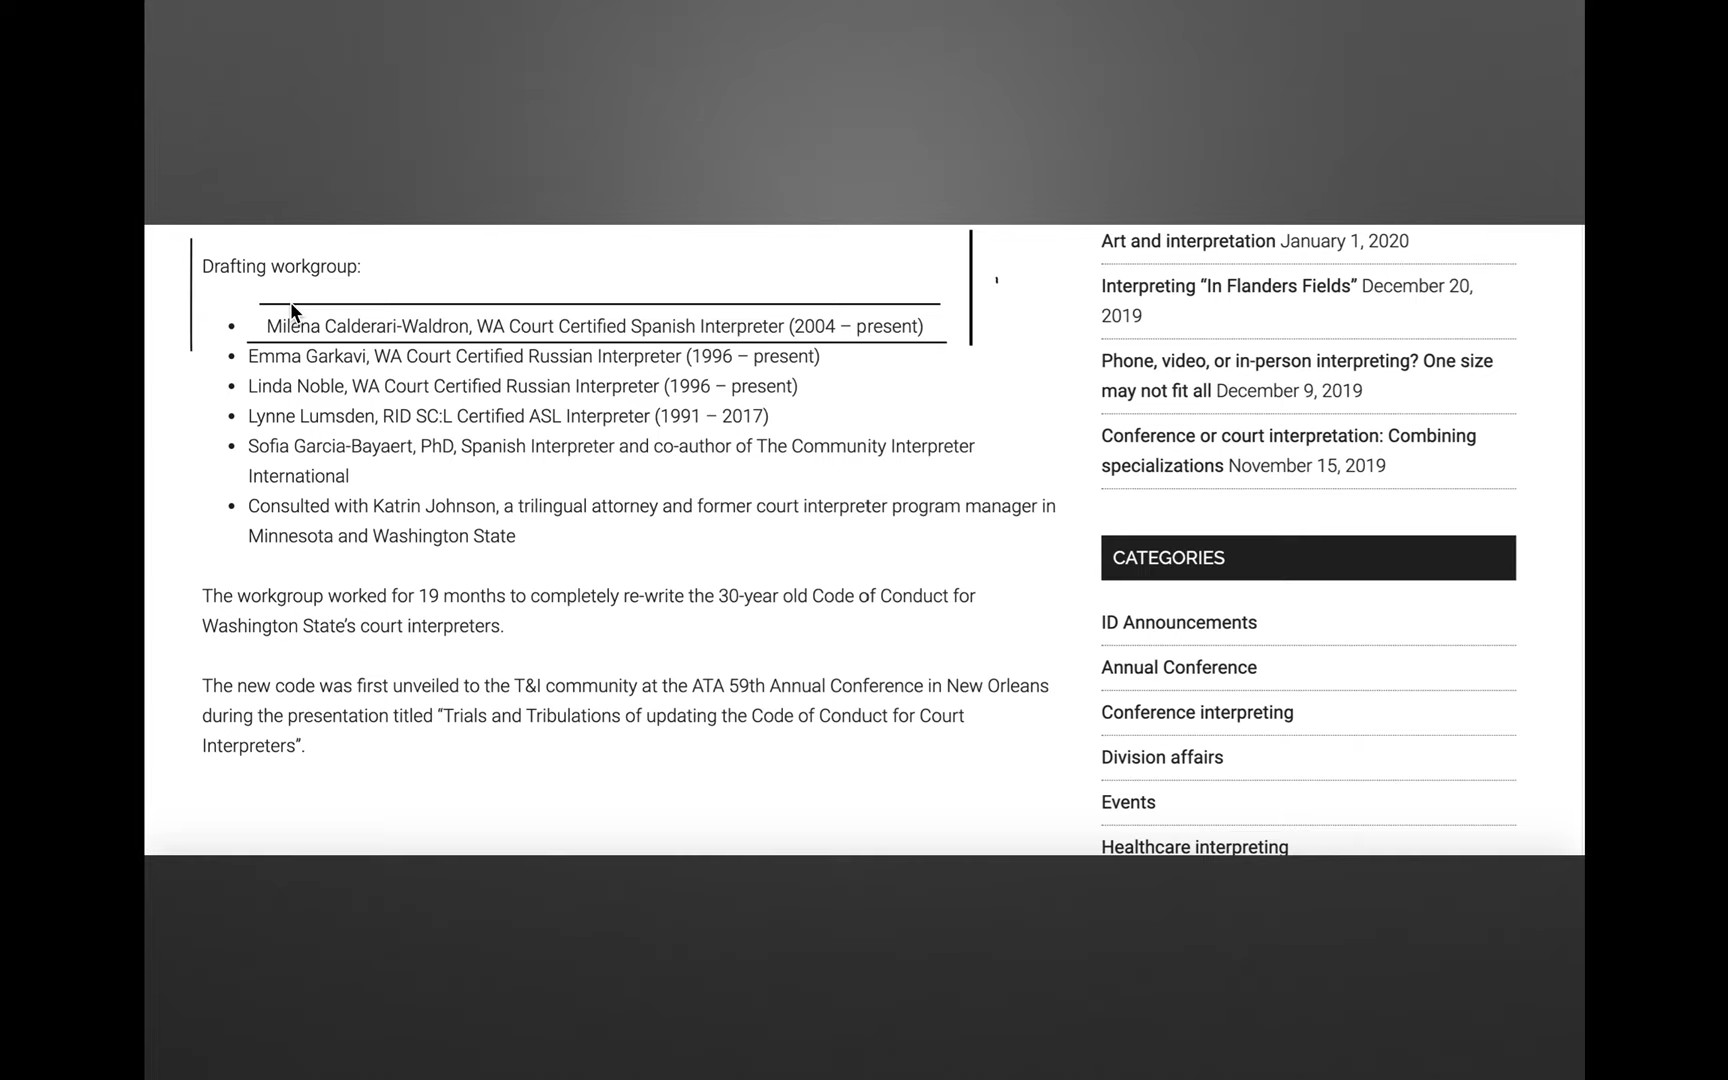 Drafting workgroup:
• Milena Calderari-Waldron, WA Court Certified Spanish Interpreter (2004 – present)
• Emma Garkavi, WA Court Certified Russian Interpreter (1996 – present)
• Linda Noble, WA Court Certified Russian Interpreter (1996 – present)
• Lynne Lumsden, RID SC:L Certified ASL Interpreter (1991 – 2017)
• Sofia Garcia-Bayaert, PhD, Spanish Interpreter and co-author of The Community Interpreter
International
• Consulted with Katrin Johnson, a trilingual attorney and former court interpreter program manager in
Minnesota and Washington State
The workgroup worked for 19 months to completely re-write the 30-year old Code of Conduct for
Washington State’s court interpreters.
The new code was first unveiled to the T&I community at the ATA 59th Annual Conference in New Orleans
during the presentation titled “Trials and Tribulations of updating the Code of Conduct for Court
Interpreters”.
Art and interpretation January 1, 2020
Interpreting “In Flanders Fields” December 20,
2019
Phone, video, or in-person interpreting? One size
may not fit all December 9, 2019
Conference or court interpretation: Combining
specializations November 15, 2019
CATEGORIES
ID Announcements
Annual Conference
Conference interpreting
Division affairs
Events
Healthcare interpreting